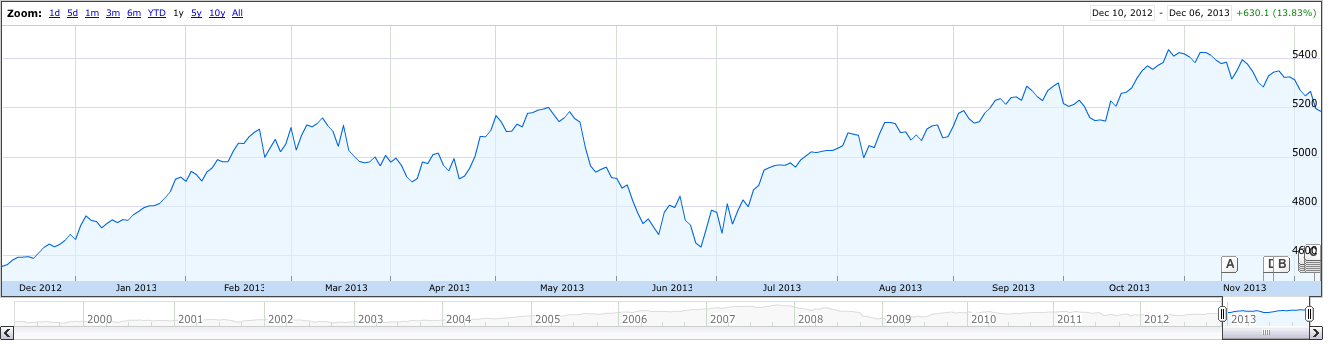 Zoom: 1d 5d 1m 3m 6m YTD 1y 5y 10y All
Dec 10, 2012 - Dec 06, 2013 +630.1 (13.83%)
5400
5200
5000
4800
4600
A D B C
Dec 2012 Jan 2013 Feb 2013 Mar 2013 Apr 2013 May 2013 Jun 2013 Jul 2013 Aug 2013 Sep 2013 Oct 2013 Nov 2013
2000 2001 2002 2003 2004 2005 2006 2007 2008 2009 2010 2011 2012 2013